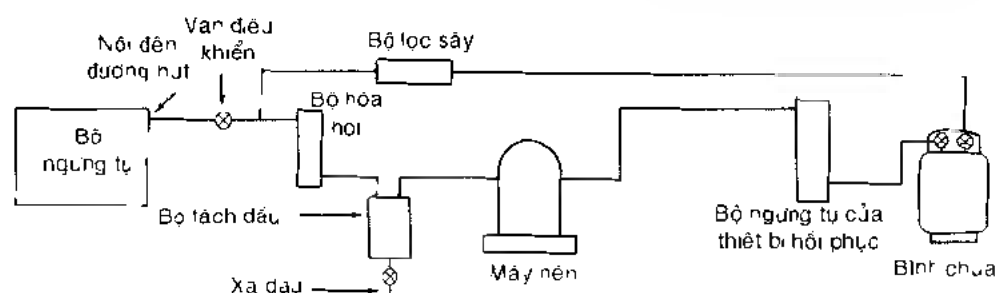 Nối đến
đường hút
Van điều
khiển
Bộ lọc sấy
Bộ hóa
hơi
Bộ
ngưng tụ
Bộ tách dầu
Xả dầu
Máy nén
Bộ ngưng tụ của
thiết bị hồi phục
Bình chứa